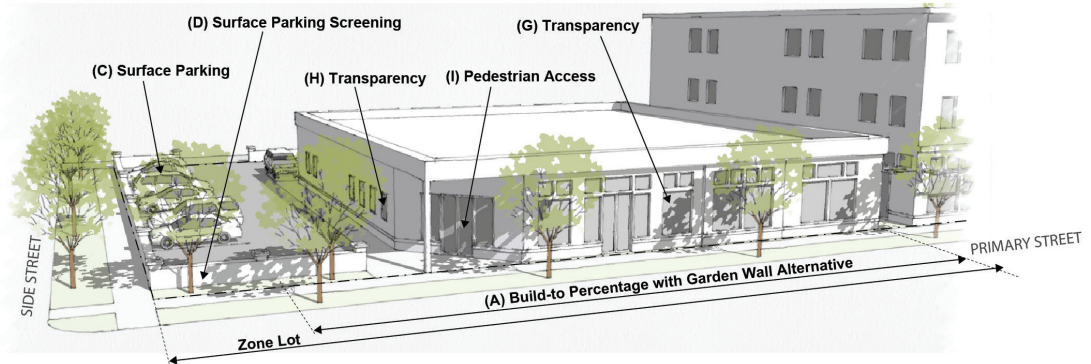 (D) Surface Parking Screening
(G) Transparency
(C) Surface Parking
(H) Transparency
(I) Pedestrian Access
SIDE STREET
PRIMARY STREET
(A) Build-to Percentage with Garden Wall Alternative
Zone Lot